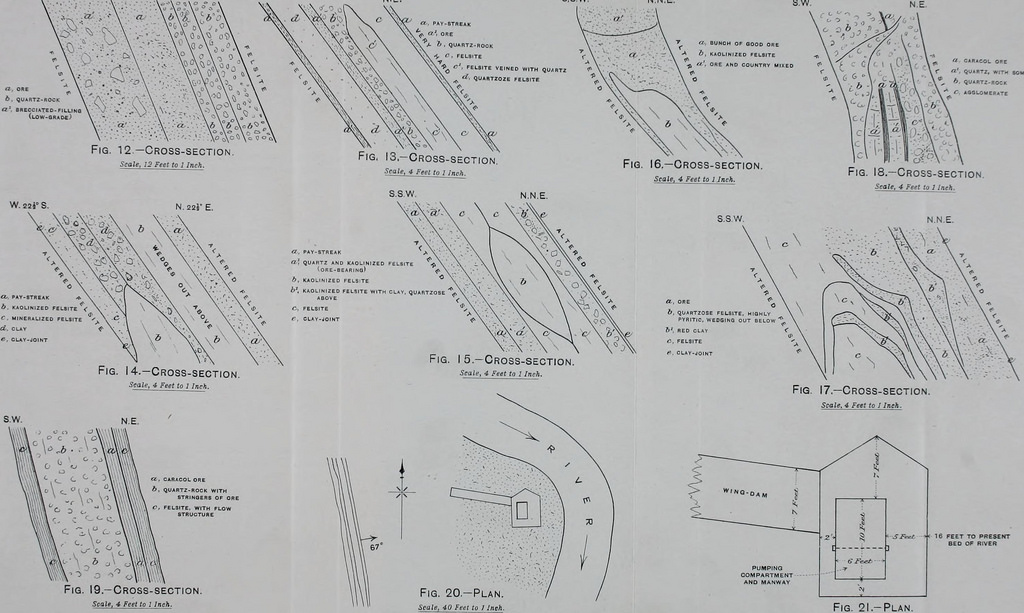 FELSITE
a
a'
a
b
b
b
FELSITE
a, ORE
b, QUARTZ-ROCK
a', BRECCIATED-FILLING
(LOW-GRADE)
FIG. 12.—CROSS-SECTION.
Scale, 12 Feet to 1 Inch.
N.E.
VERY HARD FELSITE
FELSITE
a, PAY-STREAK
a', ORE
b, QUARTZ-ROCK
c, FELSITE
c', FELSITE VEINED WITH QUARTZ
d, QUARTZOZE FELSITE
FIG. 13.—CROSS-SECTION.
Scale, 4 Feet to 1 Inch.
S.S.W.
N.N.E.
ALTERED FELSITE
ALTERED FELSITE
a, BUNCH OF GOOD ORE
b, KAOLINIZED FELSITE
a', ORE AND COUNTRY MIXED
FIG. 16.—CROSS-SECTION.
Scale, 4 Feet to 1 Inch.
S.W.
N.E.
a, CARACOL ORE
a', QUARTZ, WITH SOM
b, QUARTZ-ROCK
c, AGGLOMERATE
FIG. 18.—CROSS-SECTION.
Scale, 4 Feet to 1 Inch.
W. 22½° S.
N. 22½° E.
ALTERED FELSITE
WEDGES OUT ABOVE
ALTERED FELSITE
a, PAY-STREAK
b, KAOLINIZED FELSITE
c, MINERALIZED FELSITE
d, CLAY
e, CLAY-JOINT
FIG. 14.—CROSS-SECTION.
Scale, 4 Feet to 1 Inch.
S.S.W.
N.N.E.
ALTERED FELSITE
ALTERED FELSITE
a, PAY-STREAK
a', QUARTZ AND KAOLINIZED FELSITE
(ORE-BEARING)
b, KAOLINIZED FELSITE
b', KAOLINIZED FELSITE WITH CLAY, QUARTZOSE
ABOVE
c, FELSITE
e, CLAY-JOINT
FIG. 15.—CROSS-SECTION.
Scale, 4 Feet to 1 Inch.
S.S.W.
N.N.E.
ALTERED FELSITE
ALTERED FELSITE
a, ORE
b, QUARTZOSE FELSITE, HIGHLY
PYRITIC, WEDGING OUT BELOW
b', RED CLAY
c, FELSITE
e, CLAY-JOINT
FIG. 17.—CROSS-SECTION.
Scale, 4 Feet to 1 Inch.
S.W.
N.E.
c
b
a
c
a, CARACOL ORE
b, QUARTZ-ROCK WITH
STRINGERS OF ORE
c, FELSITE, WITH FLOW
STRUCTURE
FIG. 19.—CROSS-SECTION.
Scale, 4 Feet to 1 Inch.
67°
RIVER
FIG. 20.—PLAN.
Scale, 40 Feet to 1 Inch.
WING-DAM
7 Feet
7 Feet
10 Feet
2'
5 Feet
16 FEET TO PRESENT
BED OF RIVER
6 Feet
PUMPING
COMPARTMENT
AND MANWAY
2'
FIG. 21.—PLAN.